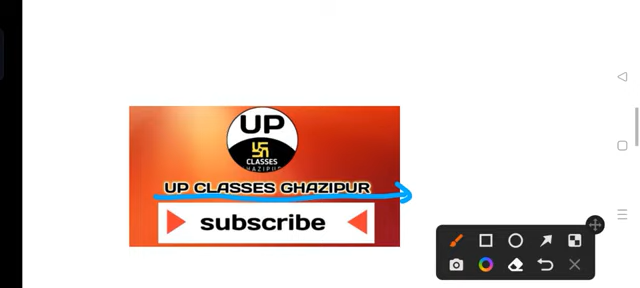 UP
CLASSES
GHAZIPUR
UP CLASSES GHAZIPUR
subscribe